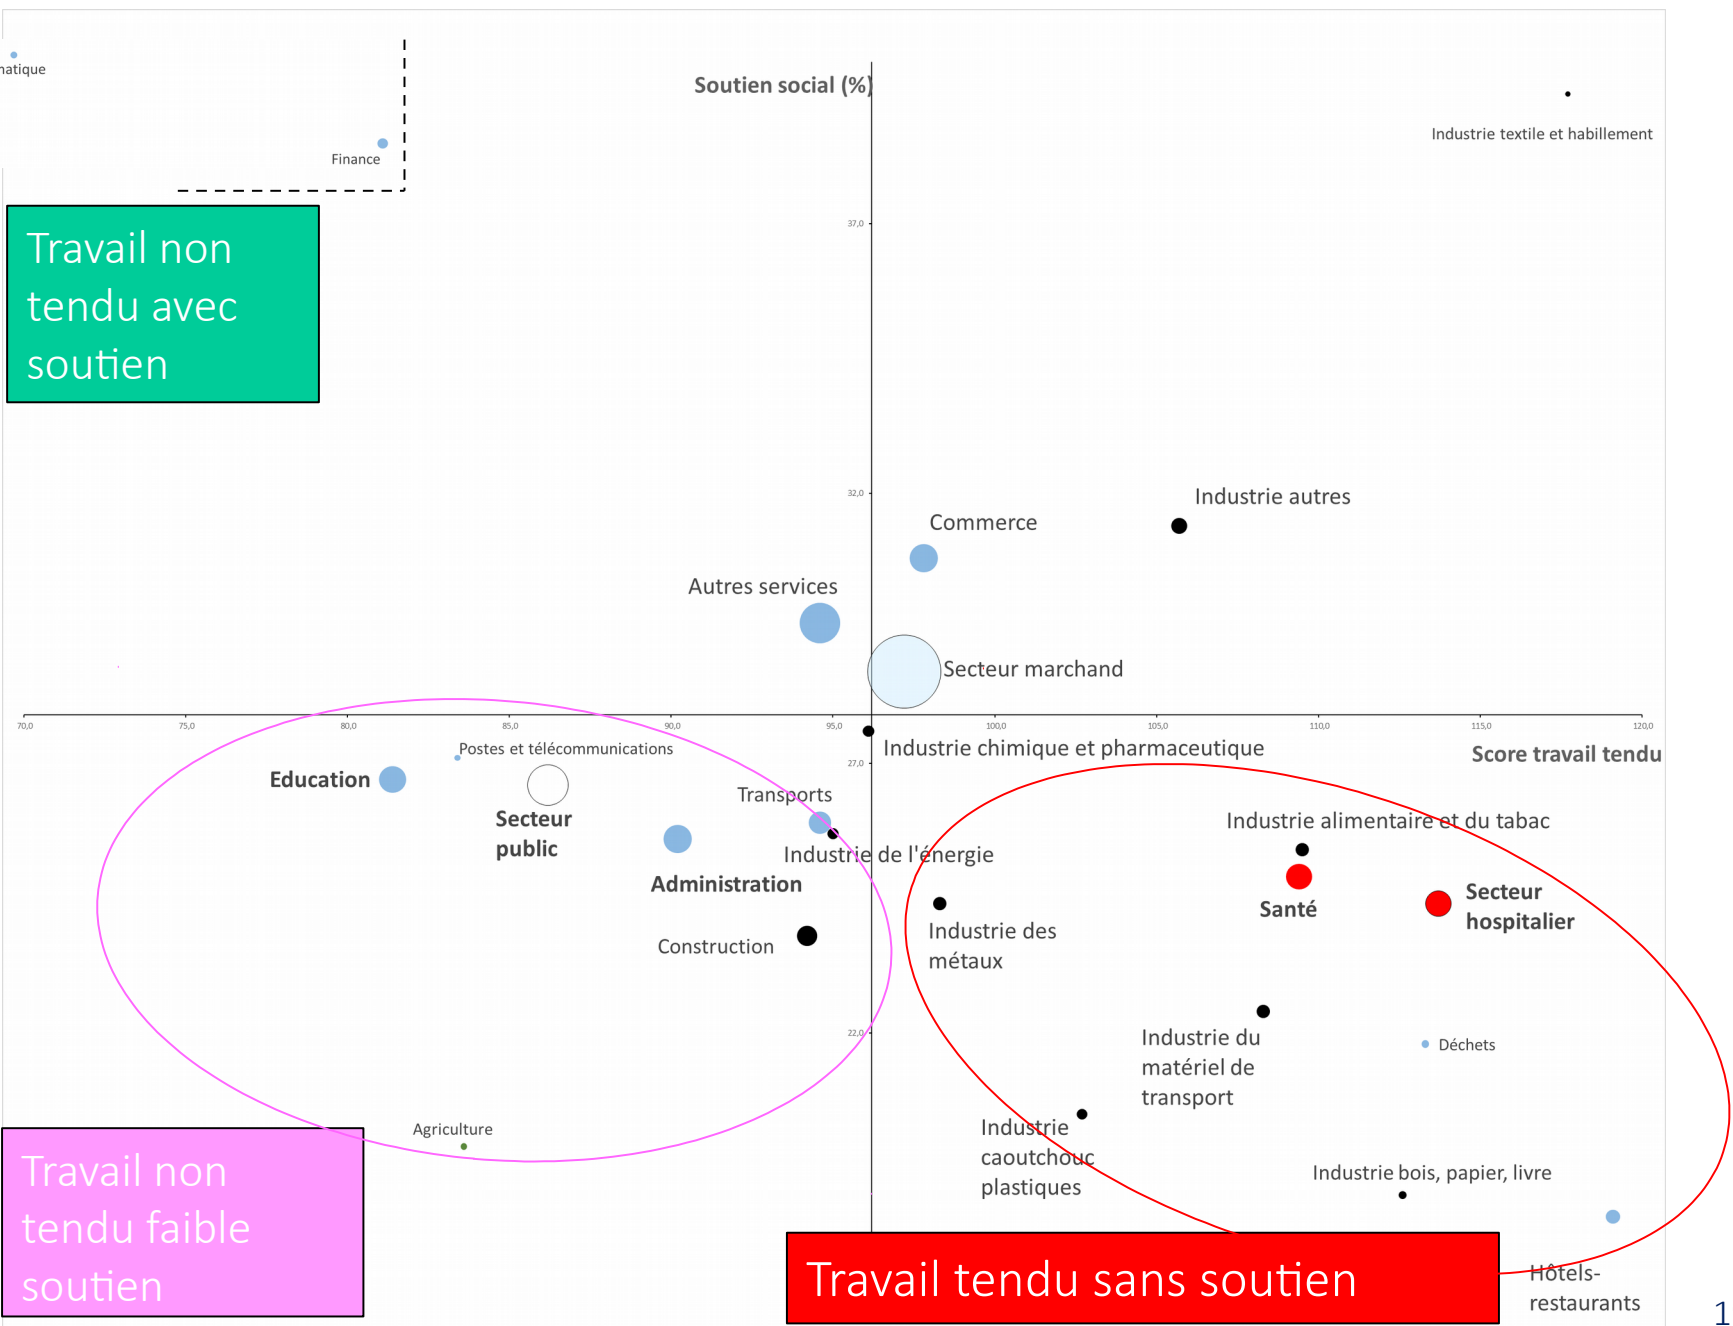 Soutien social (%)
matique
Finance
Industrie textile et habillement
37,0
Travail non
tendu avec
soutien
32,0
Industrie autres
Commerce
Autres services
Secteur marchand
70,0
75,0
80,0
85,0
90,0
95,0
100,0
105,0
110,0
115,0
120,0
Score travail tendu
Postes et télécommunications
Industrie chimique et pharmaceutique
27,0
Education
Secteur
public
Transports
Industrie de l'énergie
Administration
Construction
Industrie alimentaire et du tabac
Santé
Secteur
hospitalier
Industrie des
métaux
22,0
Industrie du
matériel de
transport
Déchets
Agriculture
Industrie
caoutchouc
plastiques
Industrie bois, papier, livre
Travail non
tendu faible
soutien
Travail tendu sans soutien
Hôtels-
restaurants
1